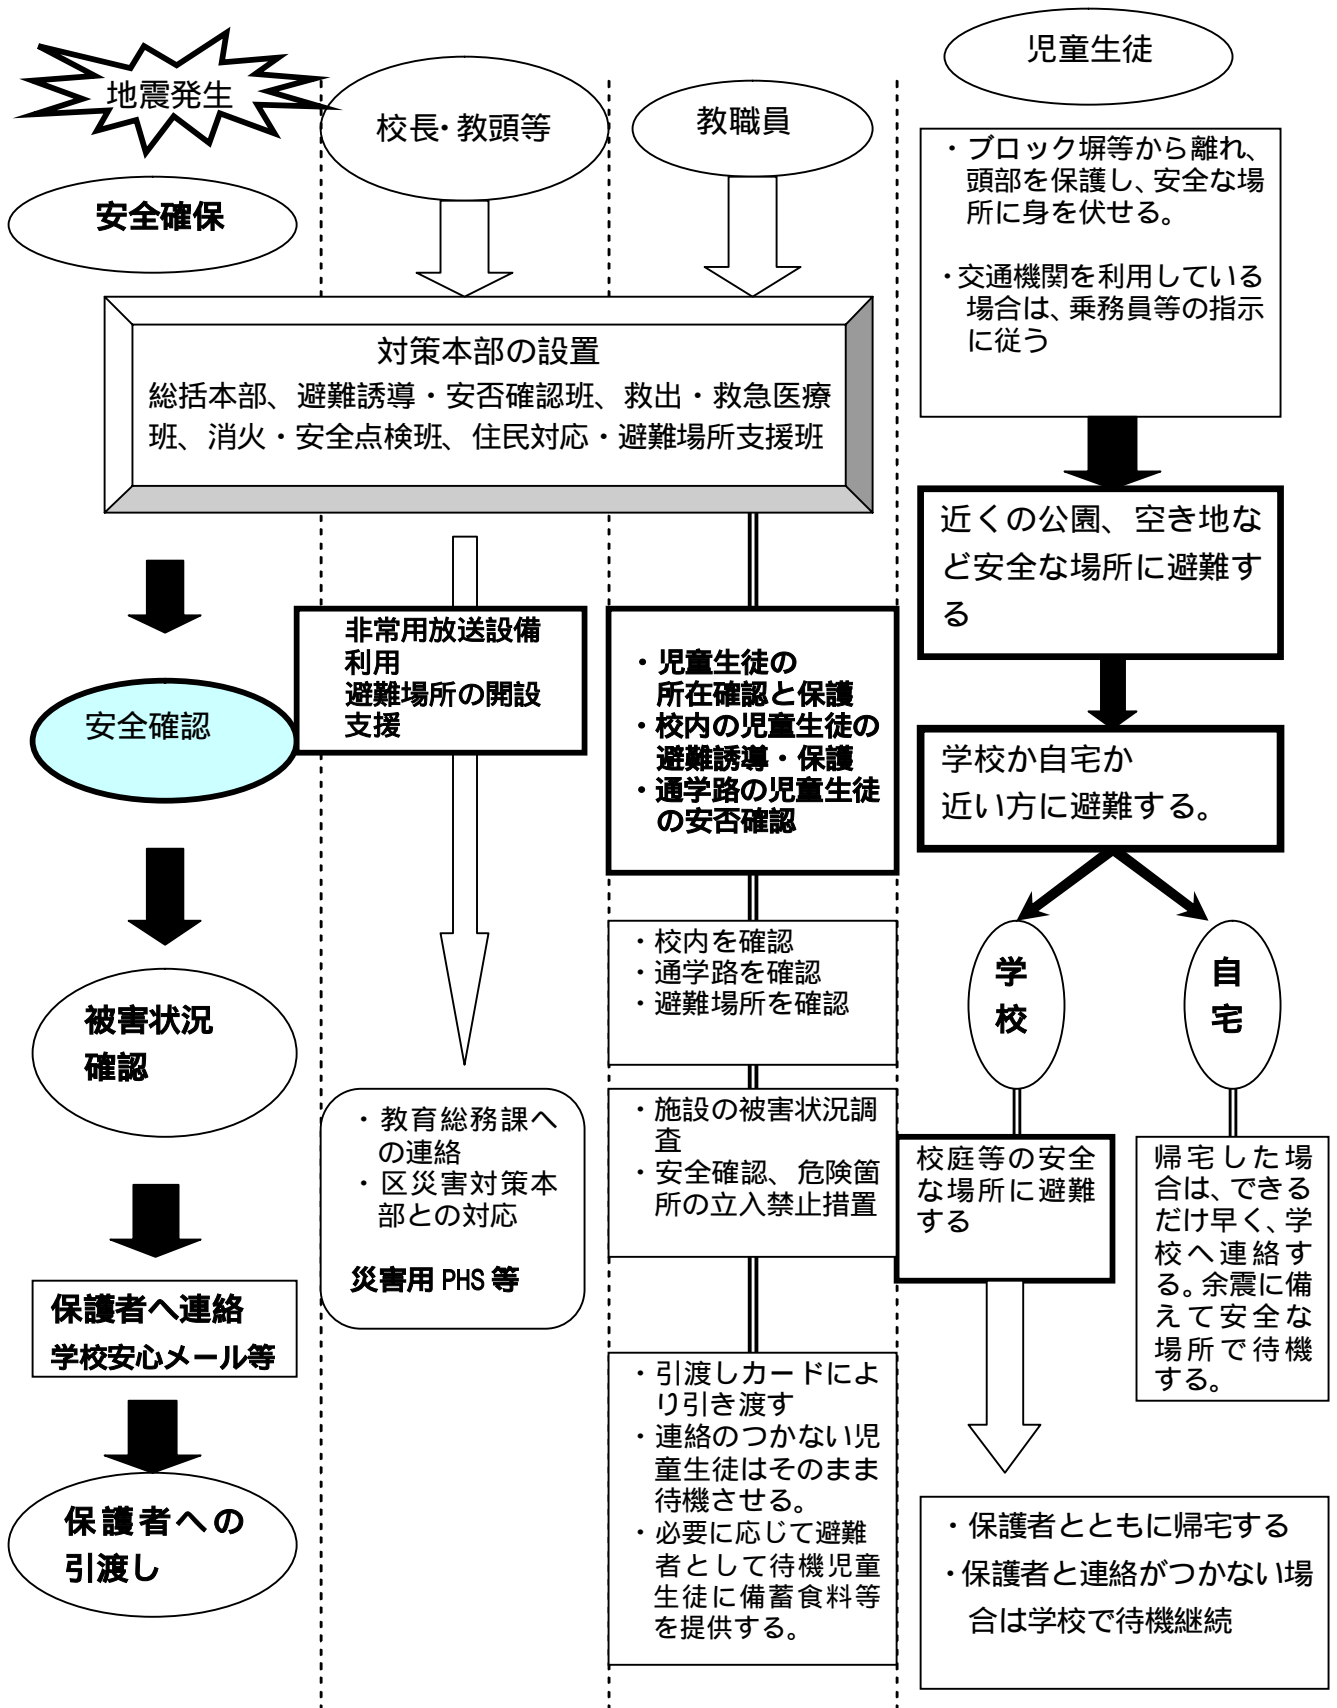 地震発生
安全確保
校長・教頭等
教職員
児童生徒
対策本部の設置
総括本部、避難誘導・安否確認班、救出・救急医療
班、消火・安全点検班、住民対応・避難場所支援班
安全確認
被害状況
確認
保護者へ連絡
学校安心メール等
保護者への
引渡し
非常用放送設備
利用
避難場所の開設
支援
・教育総務課へ
の連絡
・区災害対策本
部との対応
災害用 PHS 等
・児童生徒の
所在確認と保護
・校内の児童生徒の
避難誘導・保護
・通学路の児童生徒
の安否確認
・校内を確認
・通学路を確認
・避難場所を確認
・施設の被害状況調
査
・安全確認、危険箇
所の立入禁止措置
・引渡しカードによ
り引き渡す
・連絡のつかない児
童生徒はそのまま
待機させる。
・必要に応じて避難
者として待機児童
生徒に備蓄食料等
を提供する。
・ブロック塀等から離れ、
頭部を保護し、安全な場
所に身を伏せる。
・交通機関を利用している
場合は、乗務員等の指示
に従う
近くの公園、空き地な
ど安全な場所に避難す
る
学校か自宅か
近い方に避難する。
学
校
自
宅
校庭等の安全
な場所に避難
する
帰宅した場
合は、できる
だけ早く、学
校へ連絡す
る。余震に備
えて安全な
場所で待機
する。
・保護者とともに帰宅する
・保護者と連絡がつかない場
合は学校で待機継続